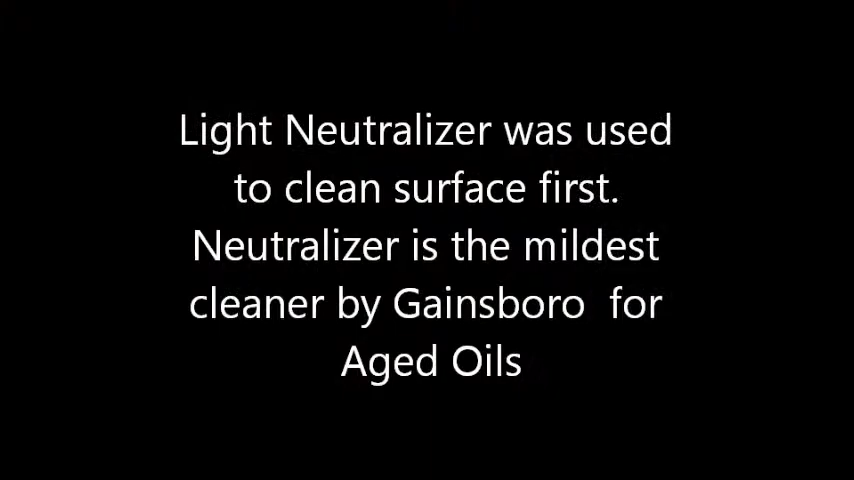 Light Neutralizer was used
to clean surface first.
Neutralizer is the mildest
cleaner by Gainsboro  for
Aged Oils